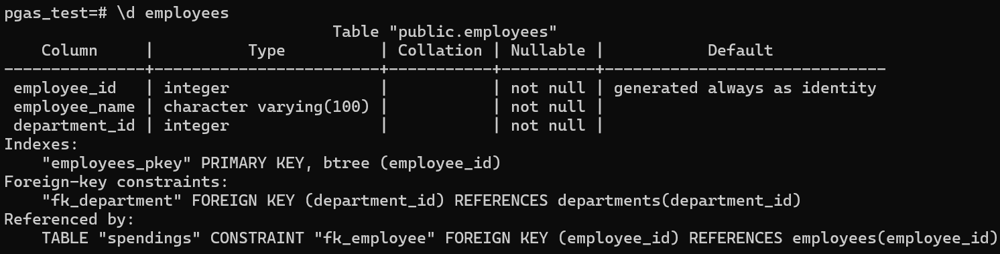 pgas_test=# \d employees
                                   Table "public.employees"
    Column     |          Type          | Collation | Nullable |           Default
---------------+------------------------+-----------+----------+------------------------------
 employee_id   | integer                |           | not null | generated always as identity
 employee_name | character varying(100) |           | not null |
 department_id | integer                |           | not null |
Indexes:
    "employees_pkey" PRIMARY KEY, btree (employee_id)
Foreign-key constraints:
    "fk_department" FOREIGN KEY (department_id) REFERENCES departments(department_id)
Referenced by:
    TABLE "spendings" CONSTRAINT "fk_employee" FOREIGN KEY (employee_id) REFERENCES employees(employee_id)